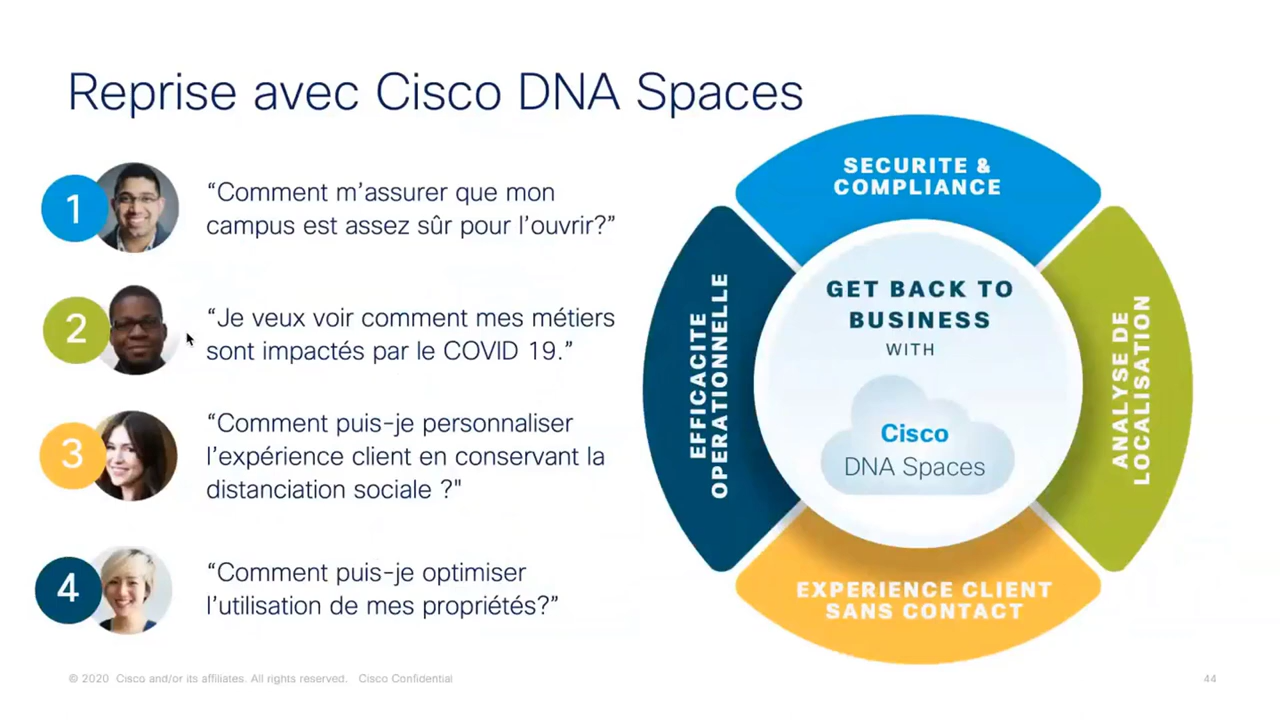 Reprise avec Cisco DNA Spaces
1
“Comment m’assurer que mon
campus est assez sûr pour l’ouvrir?”
2
“Je veux voir comment mes métiers
sont impactés par le COVID 19.”
3
“Comment puis-je personnaliser
l’expérience client en conservant la
distanciation sociale ?"
4
“Comment puis-je optimiser
l’utilisation de mes propriétés?”
SECURITE &
COMPLIANCE
EFFICACITE
OPERATIONNELLE
GET BACK TO
BUSINESS
WITH
Cisco
DNA Spaces
ANALYSE DE
LOCALISATION
EXPERIENCE CLIENT
SANS CONTACT
© 2020 Cisco and/or its affiliates. All rights reserved. Cisco Confidential
44